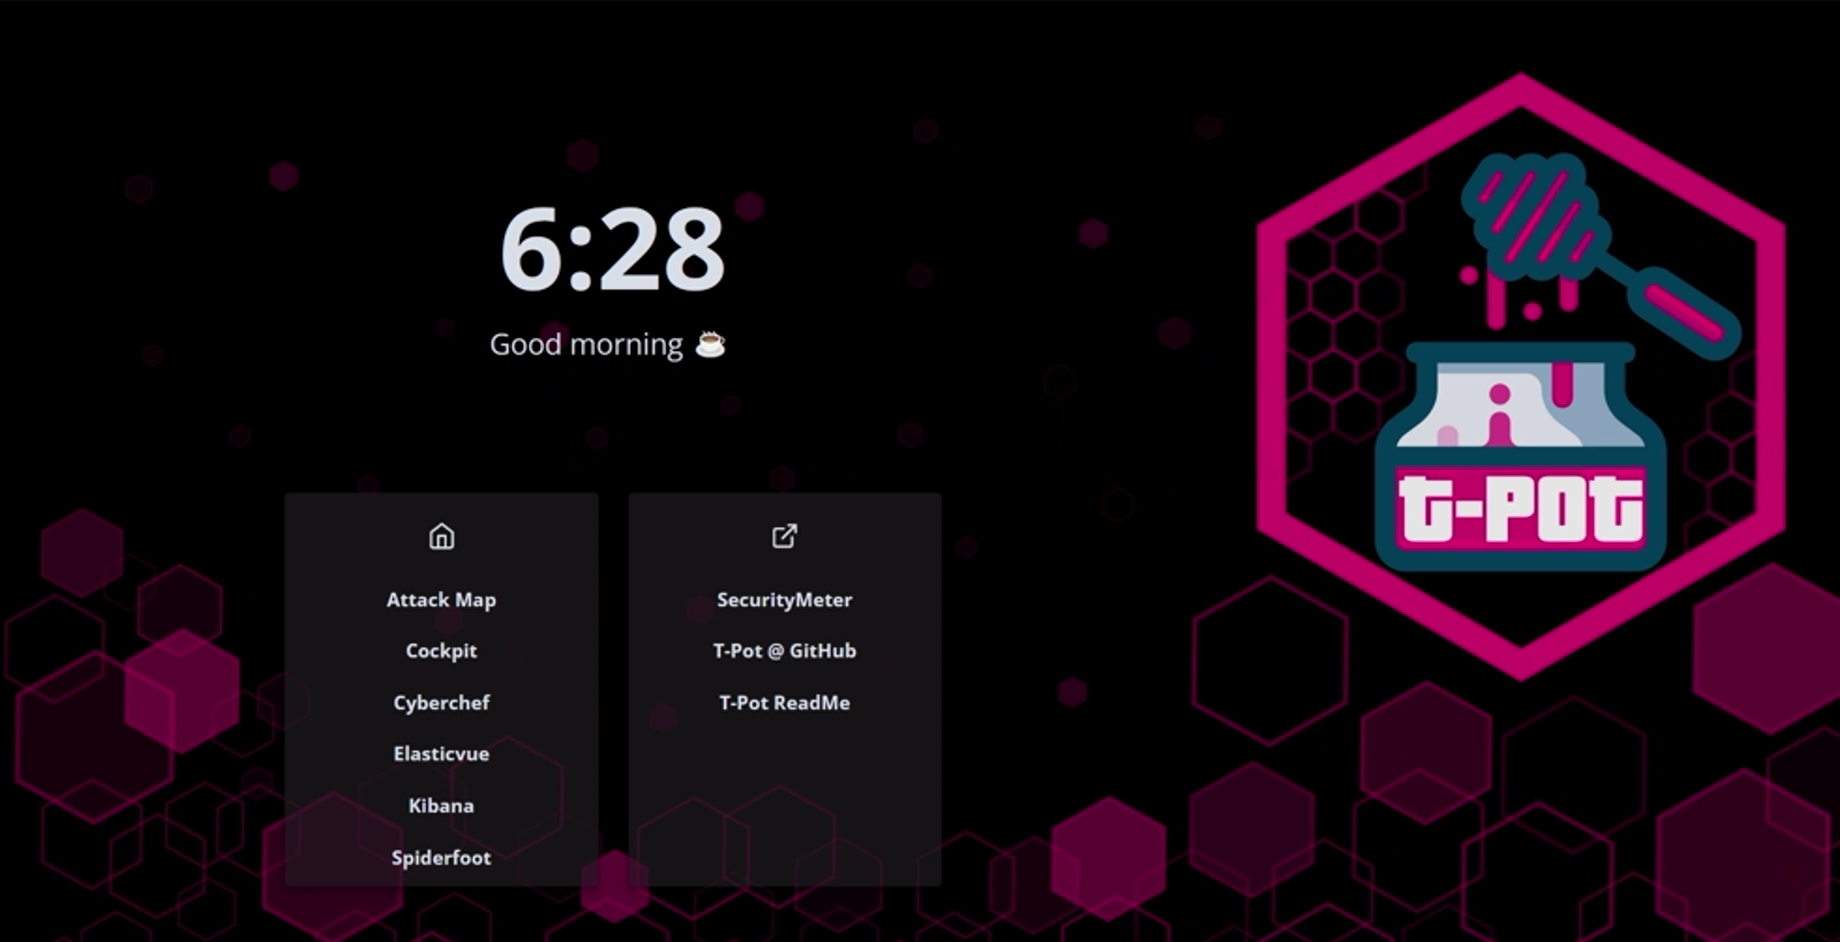 6:28
Good morning ☕
Attack Map
Cockpit
Cyberchef
Elasticvue
Kibana
Spiderfoot
SecurityMeter
T-Pot @ GitHub
T-Pot ReadMe
t-Pot